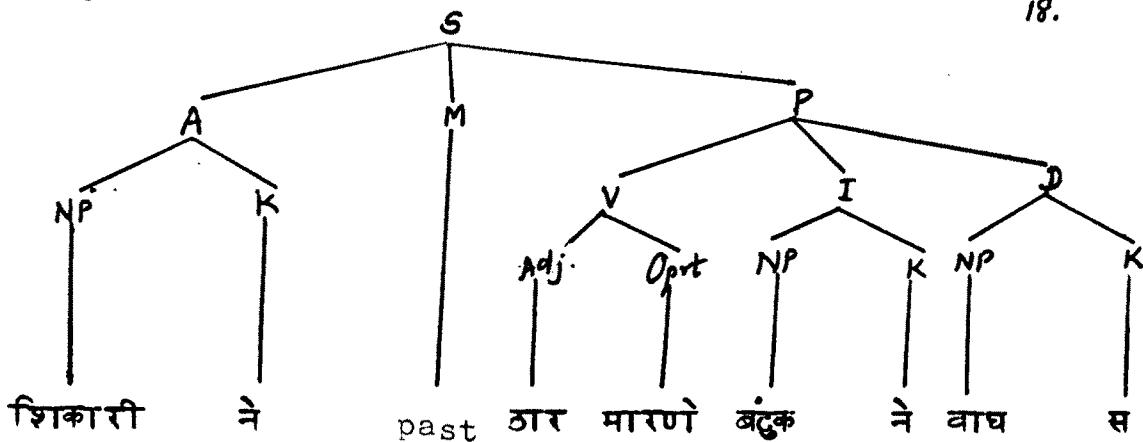 18.
S
A M P
NP K V I D
Adj. Oprt NP K NP K
शिकारी ने past ठार मारणे बंदुक ने वाघ स